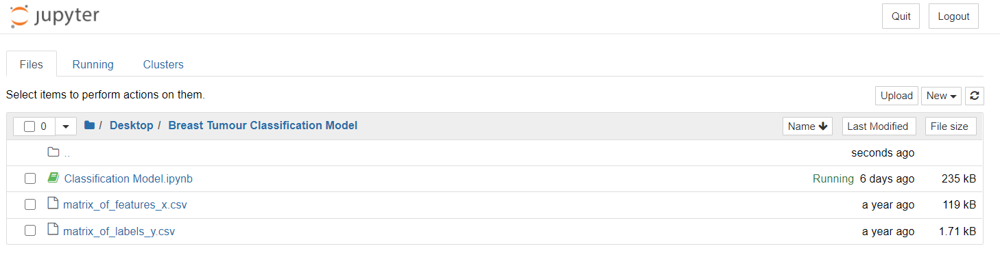 jupyter Quit Logout
Files Running Clusters
Select items to perform actions on them. Upload New
0 / Desktop / Breast Tumour Classification Model Name Last Modified File size
.. seconds ago
Classification Model.ipynb Running 6 days ago 235 kB
matrix_of_features_x.csv a year ago 119 kB
matrix_of_labels_y.csv a year ago 1.71 kB